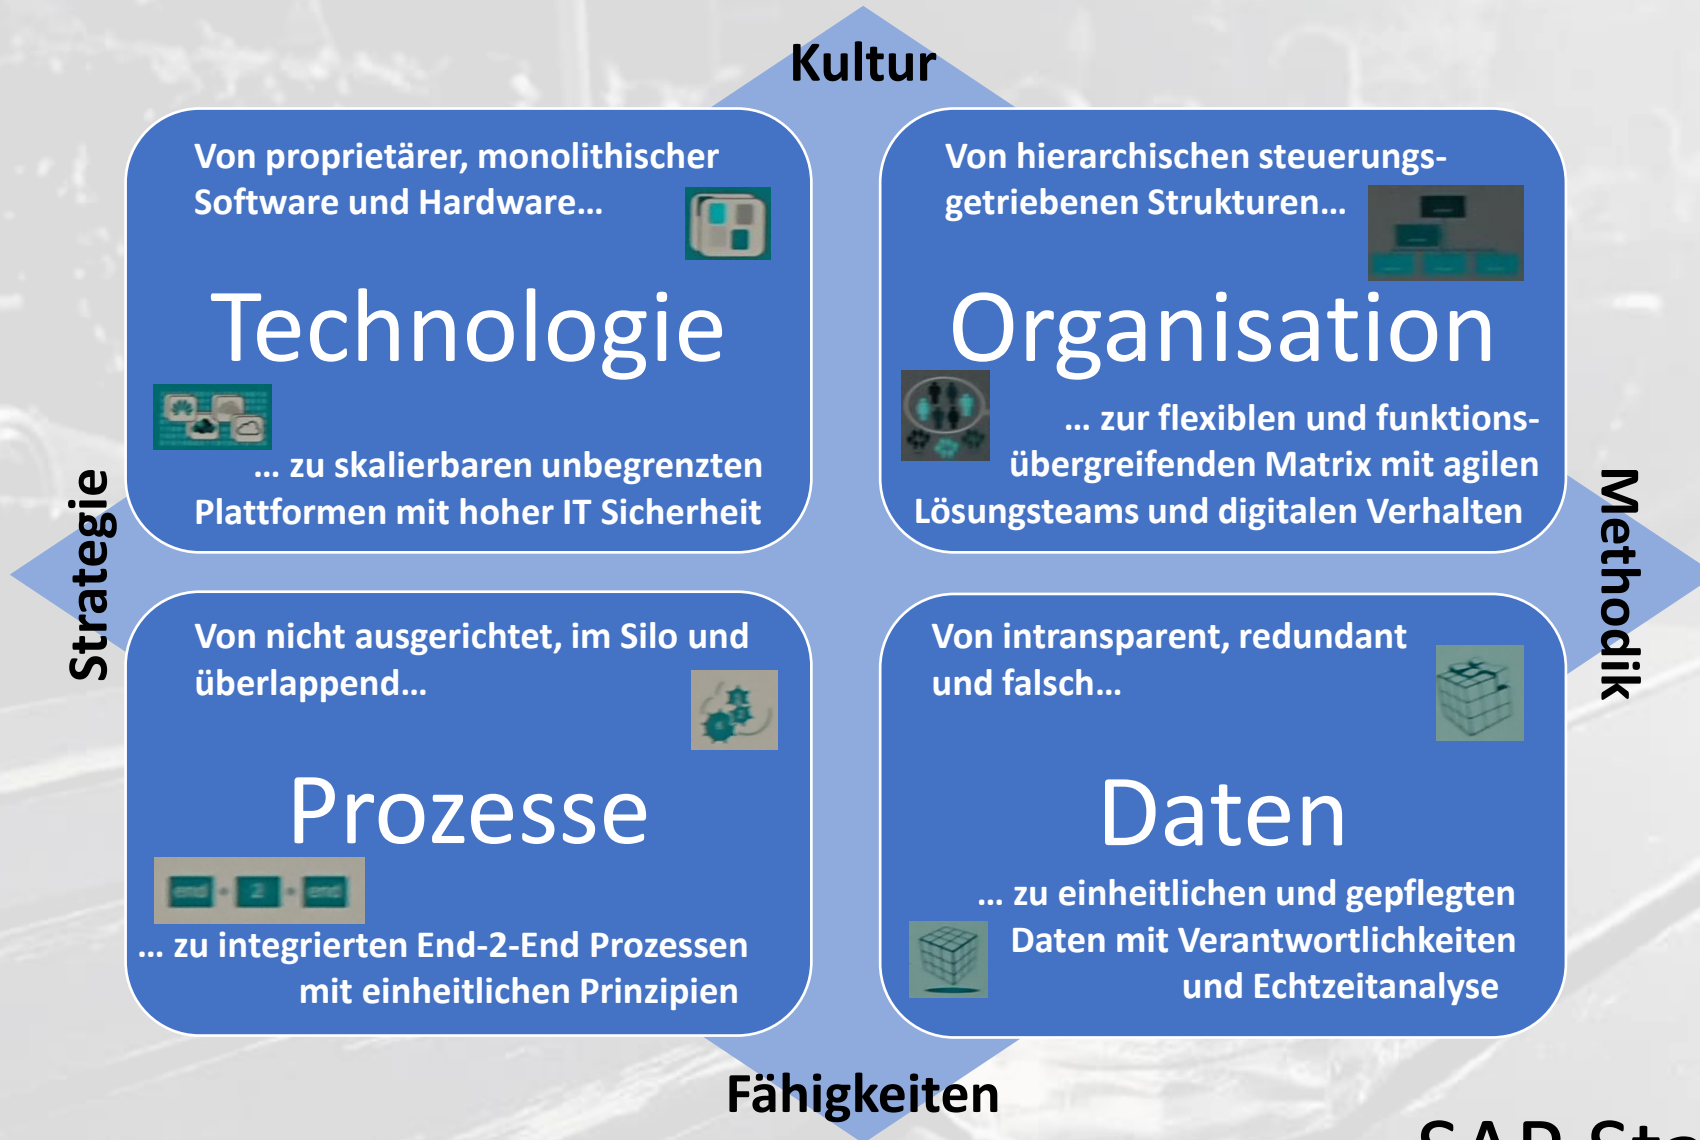 Kultur
Von proprietärer, monolithischer
Software und Hardware...
Technologie
... zu skalierbaren unbegrenzten
Plattformen mit hoher IT Sicherheit
Von hierarchischen steuerungs-
getriebenen Strukturen...
Organisation
... zur flexiblen und funktions-
übergreifenden Matrix mit agilen
Lösungsteams und digitalen Verhalten
Strategie
Methodik
Von nicht ausgerichtet, im Silo und
überlappend...
Prozesse
end 2 end
... zu integrierten End-2-End Prozessen
mit einheitlichen Prinzipien
Von intransparent, redundant
und falsch...
Daten
... zu einheitlichen und gepflegten
Daten mit Verantwortlichkeiten
und Echtzeitanalyse
Fähigkeiten